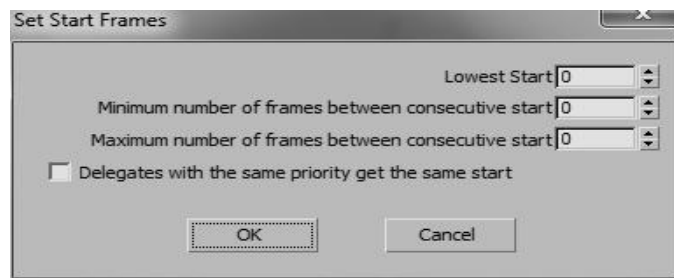 Set Start Frames
Lowest Start 0
Minimum number of frames between consecutive start 0
Maximum number of frames between consecutive start 0
Delegates with the same priority get the same start
OK Cancel